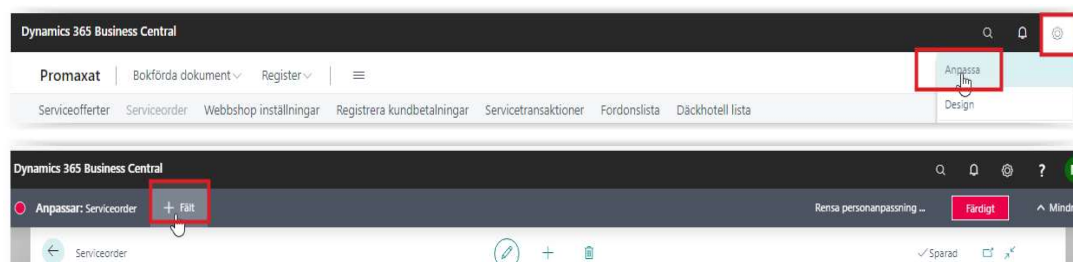 Dynamics 365 Business Central
Promaxat Bokförda dokument Register
Anpassa
Serviceofferter Serviceorder Webbshop inställningar Registrera kundbetalningar Servicetransaktioner Fordonslista Däckhotell lista
Design
Dynamics 365 Business Central ?
Anpassar: Serviceorder + Fält Rensa personanpassning ... Färdigt Mindr
Serviceorder Sparad